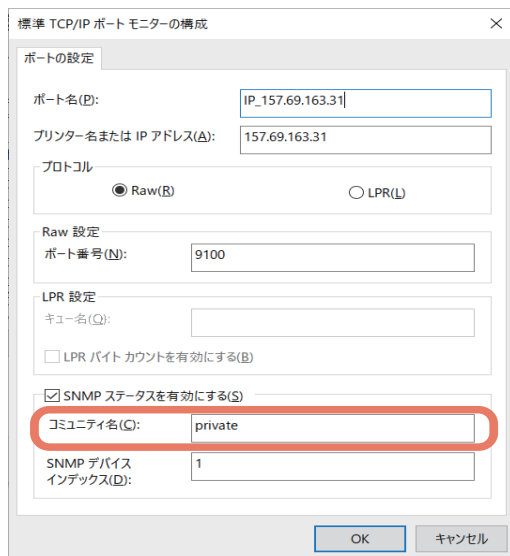 標準 TCP/IP ポート モニターの構成
ポートの設定
ポート名(P): IP_157.69.163.31
プリンター名または IP アドレス(A): 157.69.163.31
プロトコル
Raw(R) LPR(L)
Raw 設定
ポート番号(N): 9100
LPR 設定
キュー名(Q):
LPR バイト カウントを有効にする(B)
SNMP ステータスを有効にする(S)
コミュニティ名(C): private
SNMP デバイス 1
インデックス(D):
OK キャンセル